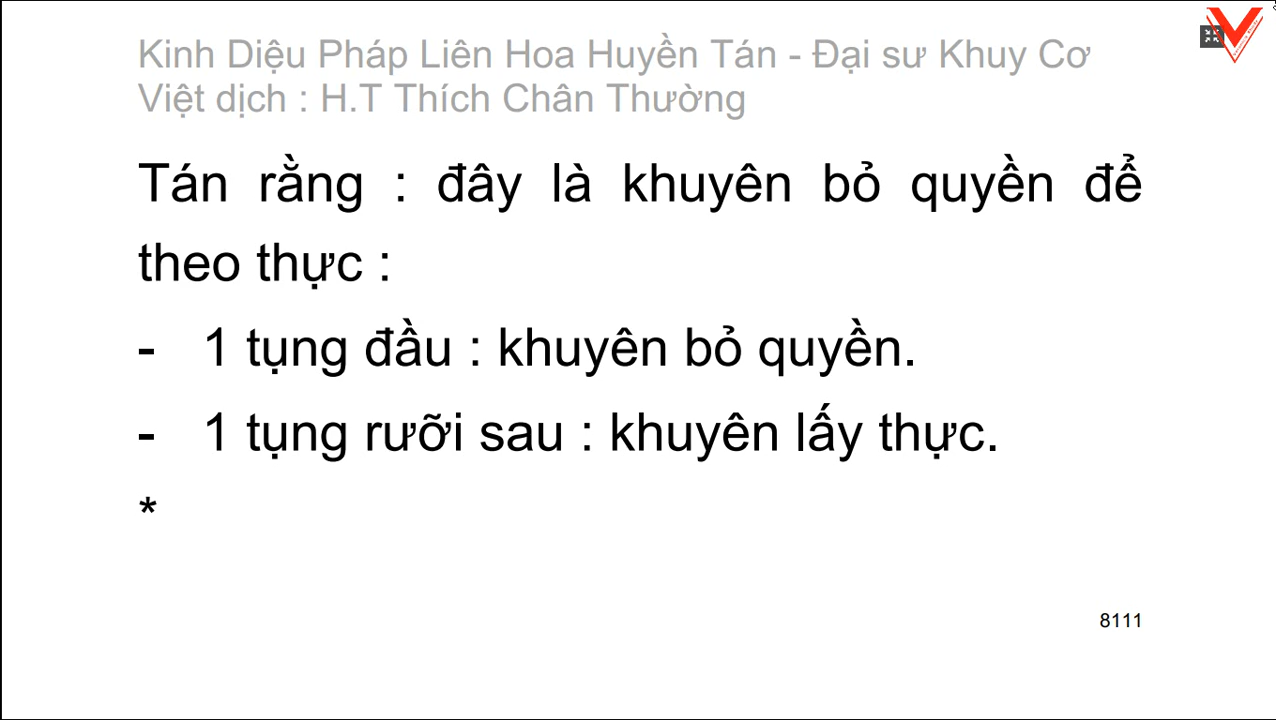 Kinh Diệu Pháp Liên Hoa Huyền Tán - Đại sư Khuy Cơ
Việt dịch : H.T Thích Chân Thường
Tán rằng : đây là khuyên bỏ quyền để
theo thực :
- 1 tụng đầu : khuyên bỏ quyền.
- 1 tụng rưỡi sau : khuyên lấy thực.
*
8111